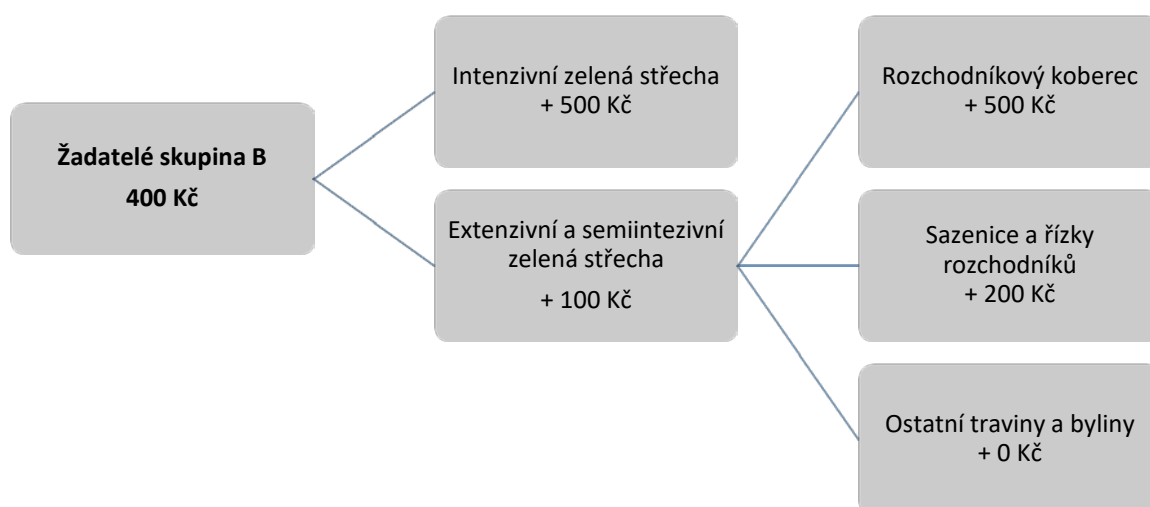 Žadatelé skupina B
400 Kč
Intenzivní zelená střecha
+ 500 Kč
Extenzivní a semiintezivní
zelená střecha
+ 100 Kč
Rozchodníkový koberec
+ 500 Kč
Sazenice a řízky
rozchodníků
+ 200 Kč
Ostatní traviny a byliny
+ 0 Kč